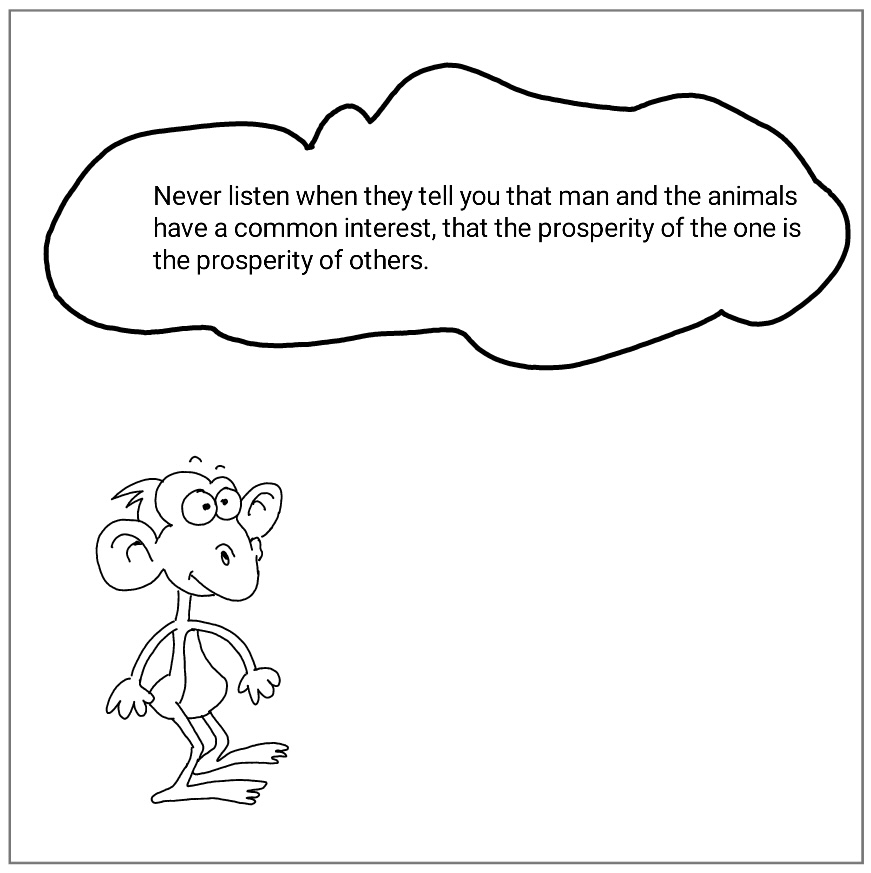 Never listen when they tell you that man and the animals
have a common interest, that the prosperity of the one is
the prosperity of others.